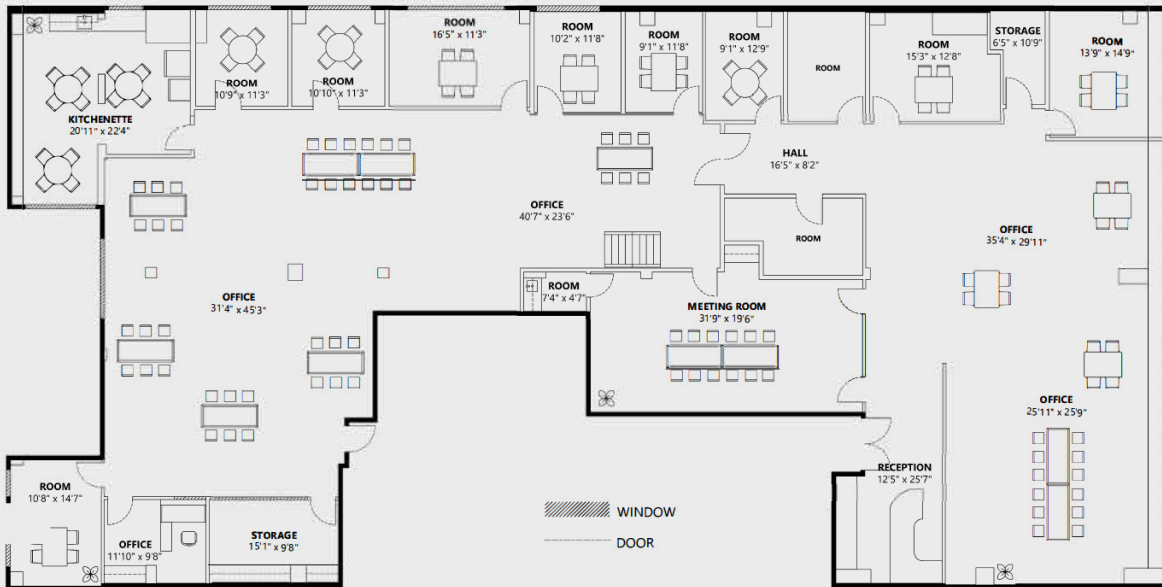 ROOM
16'5" x 11'3"
ROOM
10'2" x 11'8"
ROOM
9'1" x 11'8"
ROOM
9'1" x 12'9"
ROOM
ROOM
15'3" x 12'8"
STORAGE
6'5" x 10'9"
ROOM
13'9" x 14'9"
ROOM
10'9" x 11'3"
ROOM
10'10" x 11'3"
KITCHENETTE
20'11" x 22'4"
HALL
16'5" x 8'2"
OFFICE
40'7" x 23'6"
OFFICE
35'4" x 29'11"
ROOM
OFFICE
31'4" x 45'3"
ROOM
7'4" x 4'7"
MEETING ROOM
31'9" x 19'6"
OFFICE
25'11" x 25'9"
RECEPTION
12'5" x 25'7"
ROOM
10'8" x 14'7"
OFFICE
11'10" x 9'8"
STORAGE
15'1" x 9'8"
WINDOW
DOOR